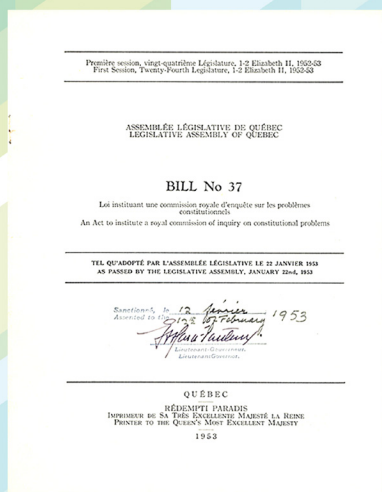 Première session, vingt-quatrième Législature, 1-2 Elizabeth II, 1952-53
First Session, Twenty-Fourth Legislature, 1-2 Elizabeth II, 1952-53
ASSEMBLÉE LÉGISLATIVE DE QUÉBEC
LEGISLATIVE ASSEMBLY OF QUEBEC
BILL No 37
Loi instituant une commission royale d'enquête sur les problèmes
constitutionnels
An Act to institute a royal commission of inquiry on constitutional problems
TEL QU'ADOPTÉ PAR L'ASSEMBLÉE LÉGISLATIVE LE 22 JANVIER 1953
AS PASSED BY THE LEGISLATIVE ASSEMBLY, JANUARY 22nd, 1953
Sanctionné, le 12 février 1953
Assented to the 12th of February
Lieutenant-Gouverneur,
Lieutenant Governor.
QUÉBEC
RÉDEMPTI PARADIS
IMPRIMEUR DE SA TRÈS EXCELLENTE MAJESTÉ LA REINE
PRINTER TO THE QUEEN'S MOST EXCELLENT MAJESTY
1953